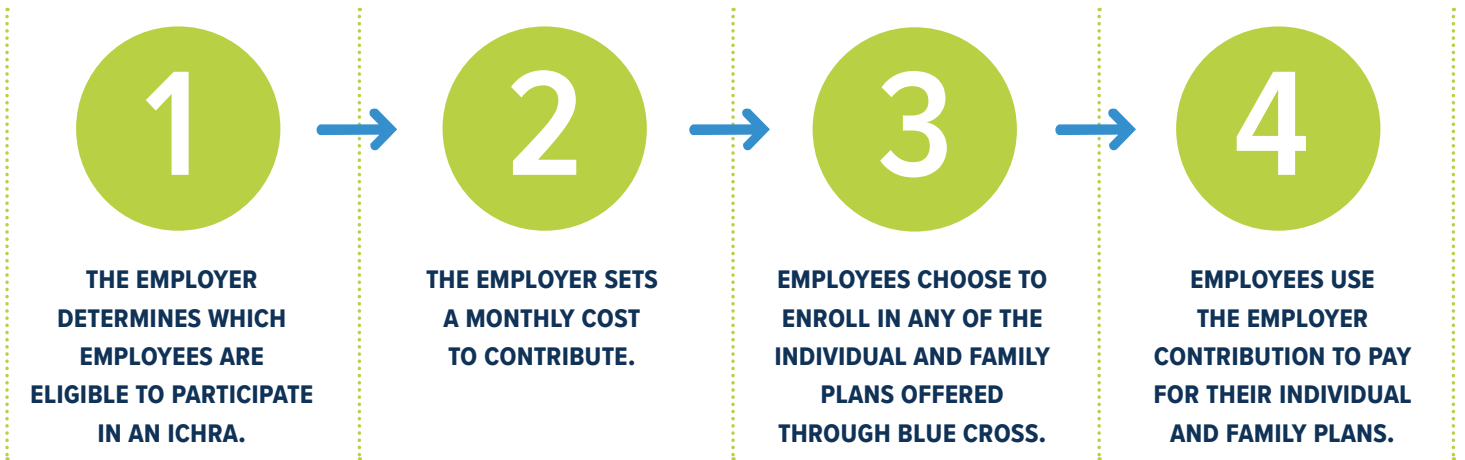 1
THE EMPLOYER
DETERMINES WHICH
EMPLOYEES ARE
ELIGIBLE TO PARTICIPATE
IN AN ICHRA.
2
THE EMPLOYER SETS
A MONTHLY COST
TO CONTRIBUTE.
3
EMPLOYEES CHOOSE TO
ENROLL IN ANY OF THE
INDIVIDUAL AND FAMILY
PLANS OFFERED
THROUGH BLUE CROSS.
4
EMPLOYEES USE
THE EMPLOYER
CONTRIBUTION TO PAY
FOR THEIR INDIVIDUAL
AND FAMILY PLANS.